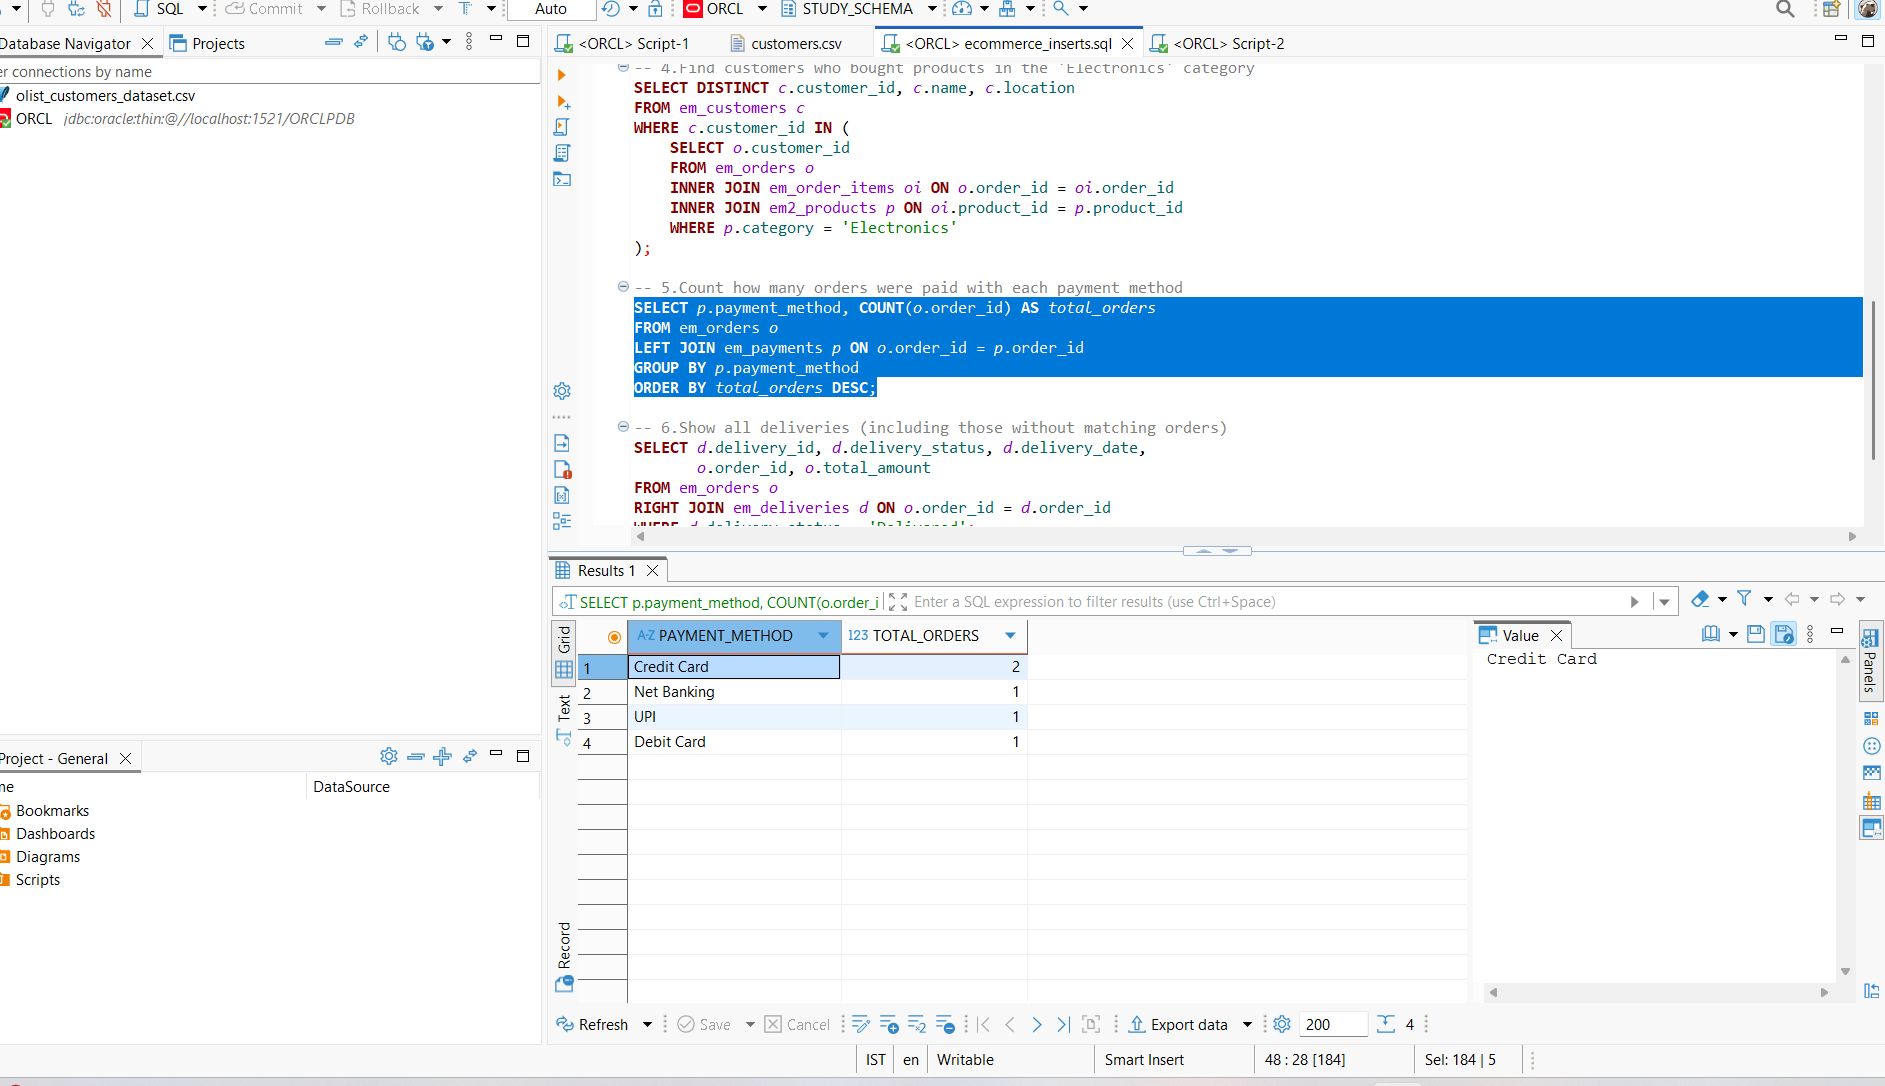 SQL
Commit
Rollback
Auto
ORCL
STUDY_SCHEMA
Database Navigator
Projects
connections by name
olist_customers_dataset.csv
ORCL jdbc:oracle:thin:@//localhost:1521/ORCLPDB
<ORCL> Script-1
customers.csv
<ORCL> ecommerce_inserts.sql
<ORCL> Script-2
-- 4.Find customers who bought products in the 'Electronics' category
SELECT DISTINCT c.customer_id, c.name, c.location
FROM em_customers c
WHERE c.customer_id IN (
SELECT o.customer_id
FROM em_orders o
INNER JOIN em_order_items oi ON o.order_id = oi.order_id
INNER JOIN em2_products p ON oi.product_id = p.product_id
WHERE p.category = 'Electronics'
);
-- 5.Count how many orders were paid with each payment method
SELECT p.payment_method, COUNT(o.order_id) AS total_orders
FROM em_orders o
LEFT JOIN em_payments p ON o.order_id = p.order_id
GROUP BY p.payment_method
ORDER BY total_orders DESC;
-- 6.Show all deliveries (including those without matching orders)
SELECT d.delivery_id, d.delivery_status, d.delivery_date,
o.order_id, o.total_amount
FROM em_orders o
RIGHT JOIN em_deliveries d ON o.order_id = d.order_id
WHERE d.delivery_status = 'Delivered';
Results 1
SELECT p.payment_method, COUNT(o.order_i
Enter a SQL expression to filter results (use Ctrl+Space)
Grid
Text
Record
A-Z PAYMENT_METHOD
123 TOTAL_ORDERS
1 Credit Card 2
2 Net Banking 1
3 UPI 1
4 Debit Card 1
Value
Credit Card
Panels
Project - General
DataSource
Bookmarks
Dashboards
Diagrams
Scripts
Refresh
Save
Cancel
Export data
200
4
IST
en
Writable
Smart Insert
48 : 28 [184]
Sel: 184 | 5